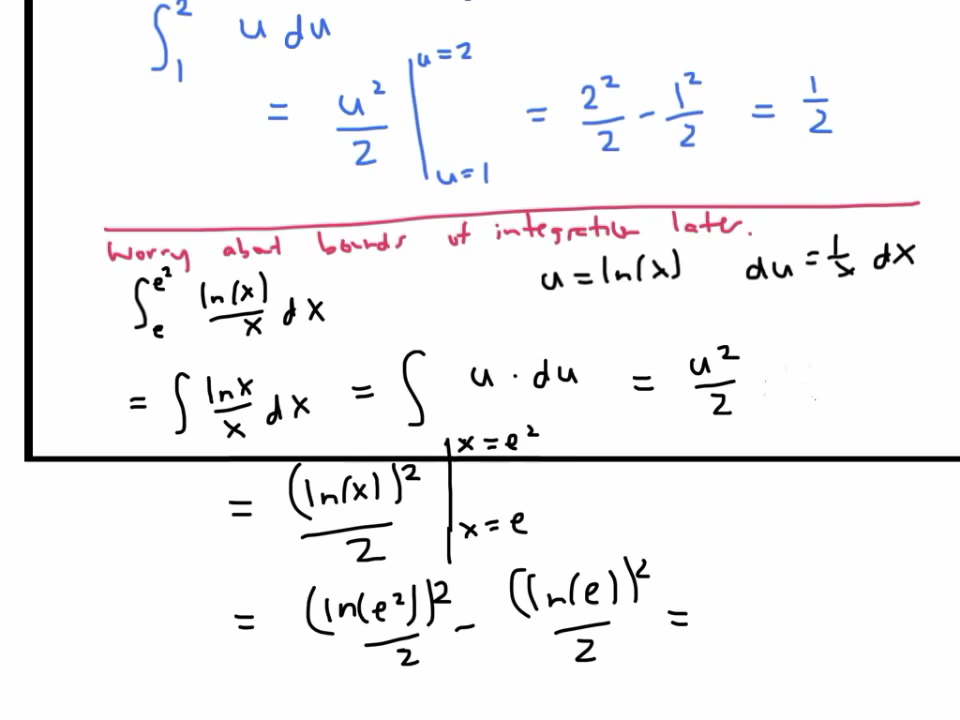 ∫₁² u du
= u²/2 |ᵤ₌₁ᵘ⁼² = 2²/2 - 1²/2 = 1/2
Worry about bounds of integration later.
∫ₑ^(e²) ln(x)/x dx u = ln(x) du = 1/x dx
= ∫ lnx/x dx = ∫ u · du = u²/2
= (ln(x))²/2 | x = e² x = e
= (ln(e²))²/2 - (ln(e))²/2 =